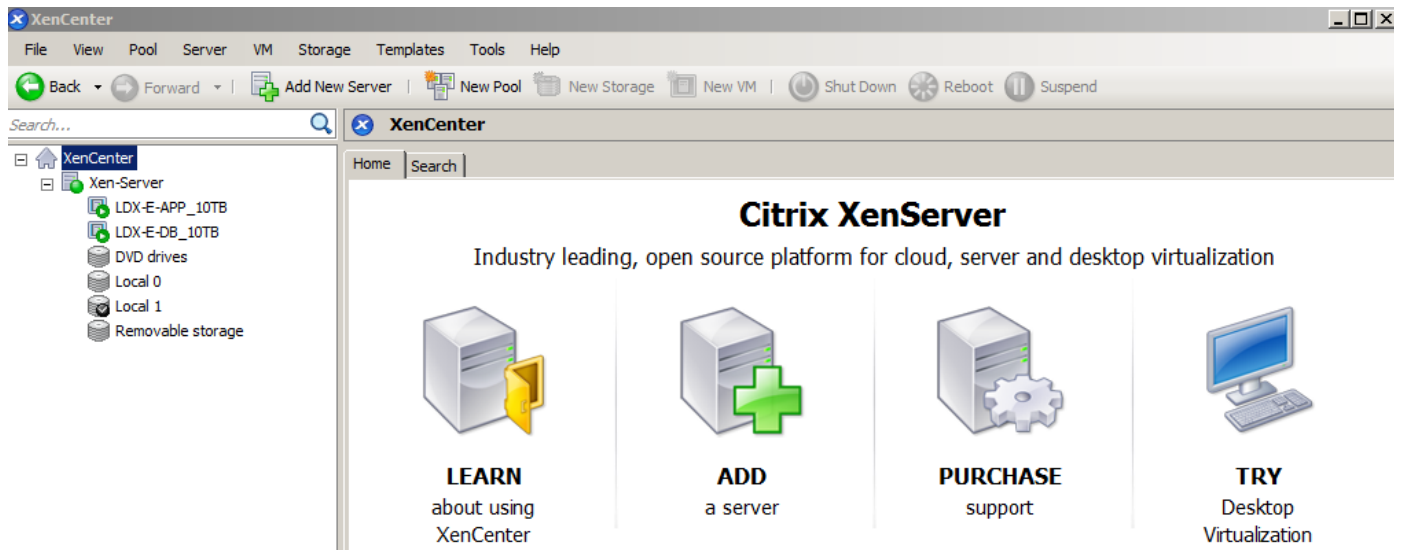 XenCenter
File View Pool Server VM Storage Templates Tools Help
Back Forward Add New Server New Pool New Storage New VM Shut Down Reboot Suspend
Search... XenCenter
XenCenter
Xen-Server
LDX-E-APP_10TB
LDX-E-DB_10TB
DVD drives
Local 0
Local 1
Removable storage
Home Search
Citrix XenServer
Industry leading, open source platform for cloud, server and desktop virtualization
LEARN
about using
XenCenter
ADD
a server
PURCHASE
support
TRY
Desktop
Virtualization